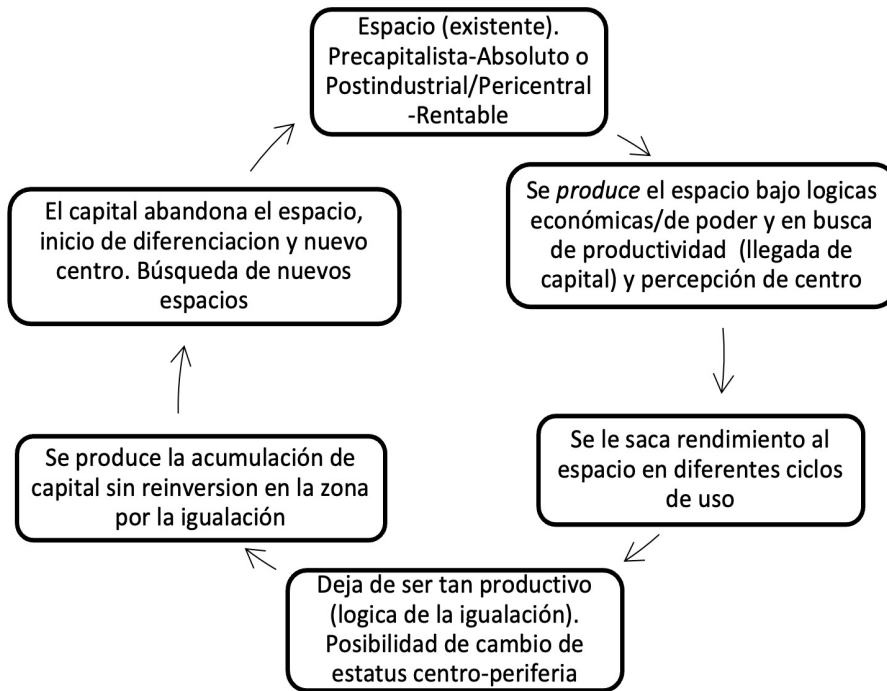 Espacio (existente).
Precapitalista-Absoluto o
Postindustrial/Pericentral
-Rentable
Se produce el espacio bajo logicas
económicas/de poder y en busca
de productividad (llegada de
capital) y percepción de centro
Se le saca rendimiento al
espacio en diferentes ciclos
de uso
Deja de ser tan productivo
(logica de la igualación).
Posibilidad de cambio de
estatus centro-periferia
Se produce la acumulación de
capital sin reinversion en la zona
por la igualación
El capital abandona el espacio,
inicio de diferenciacion y nuevo
centro. Búsqueda de nuevos
espacios